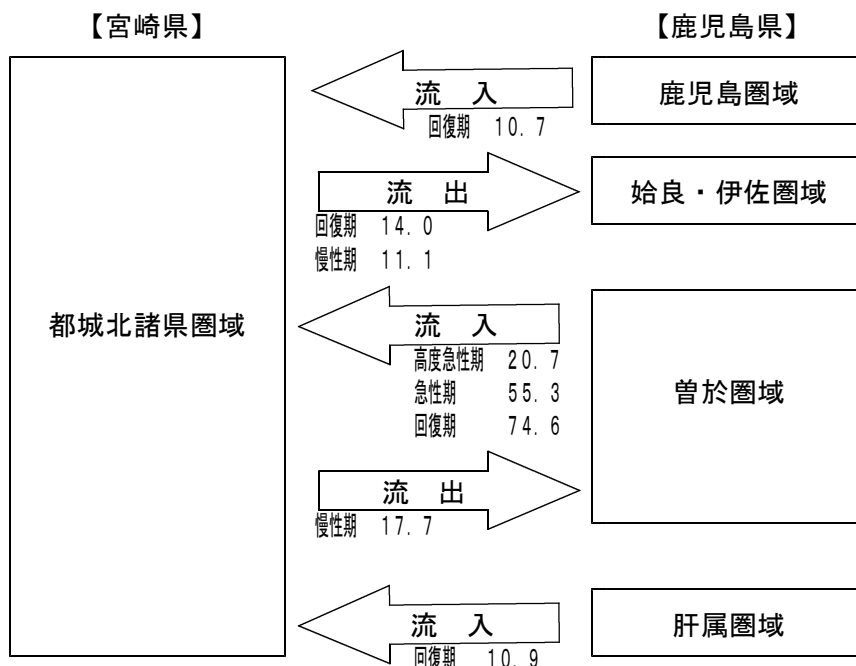 【宮崎県】
【鹿児島県】
都城北諸県圏域
流 入
回復期 10.7
鹿児島圏域
流 出
回復期 14.0
慢性期 11.1
姶良・伊佐圏域
流 入
高度急性期 20.7
急性期 55.3
回復期 74.6
曽於圏域
流 出
慢性期 17.7
流 入
回復期 10.9
肝属圏域